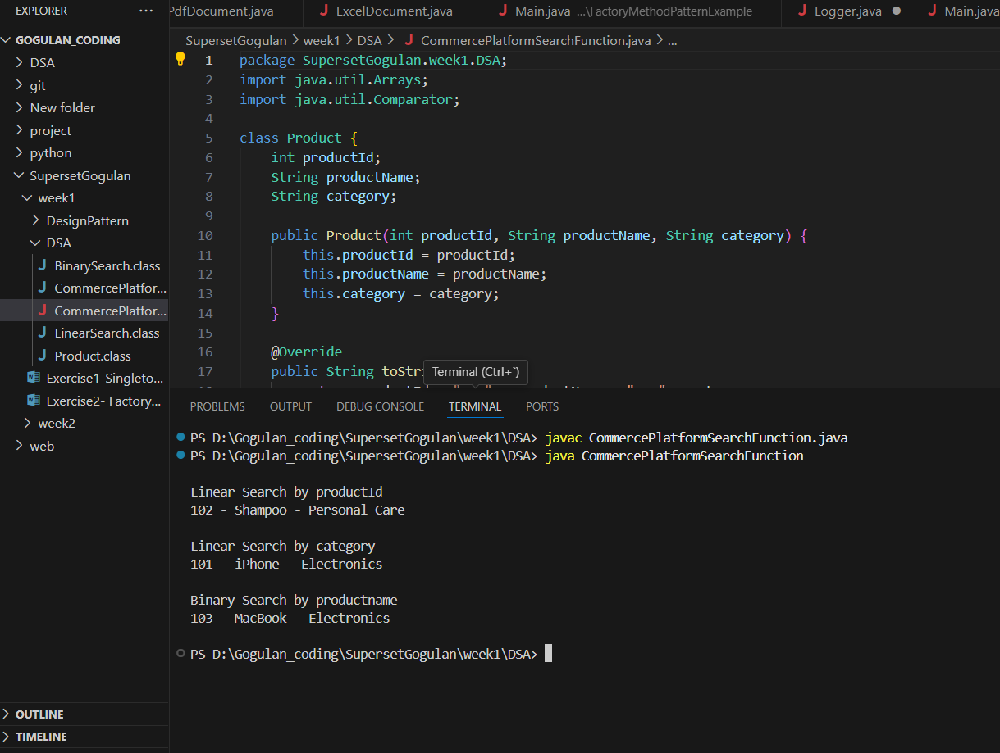 EXPLORER ...
PdfDocument.java
ExcelDocument.java
Main.java ...\FactoryMethodPatternExample
Logger.java
Main.java
GOGULAN_CODING
DSA
git
New folder
project
python
SupersetGogulan
week1
DesignPattern
DSA
BinarySearch.class
CommercePlatfor...
CommercePlatfor...
LinearSearch.class
Product.class
Exercise1-Singleto...
Exercise2- Factory...
week2
web
OUTLINE
TIMELINE
SupersetGogulan > week1 > DSA > CommercePlatformSearchFunction.java > ...
1 package SupersetGogulan.week1.DSA;
2 import java.util.Arrays;
3 import java.util.Comparator;
4
5 class Product {
6 int productId;
7 String productName;
8 String category;
9
10 public Product(int productId, String productName, String category) {
11 this.productId = productId;
12 this.productName = productName;
13 this.category = category;
14 }
15
16 @Override
17 public String toStri
Terminal (Ctrl+`)
PROBLEMS OUTPUT DEBUG CONSOLE TERMINAL PORTS
PS D:\Gogulan_coding\SupersetGogulan\week1\DSA> javac CommercePlatformSearchFunction.java
PS D:\Gogulan_coding\SupersetGogulan\week1\DSA> java CommercePlatformSearchFunction
Linear Search by productId
102 - Shampoo - Personal Care
Linear Search by category
101 - iPhone - Electronics
Binary Search by productname
103 - MacBook - Electronics
PS D:\Gogulan_coding\SupersetGogulan\week1\DSA>